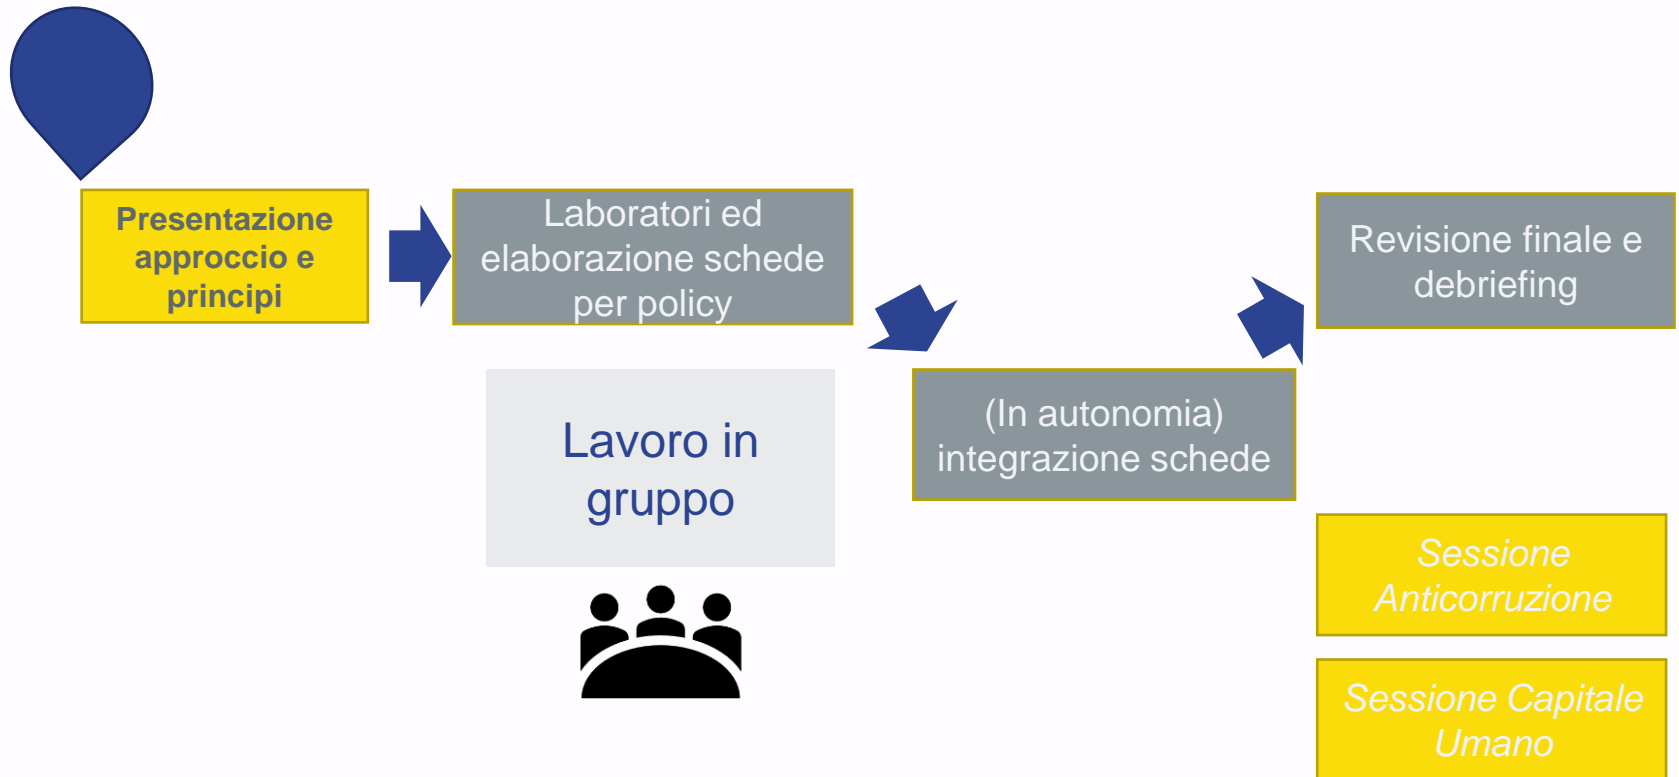 Presentazione
approccio e
principi
Laboratori ed
elaborazione schede
per policy
Lavoro in
gruppo
(In autonomia)
integrazione schede
Revisione finale e
debriefing
Sessione
Anticorruzione
Sessione Capitale
Umano